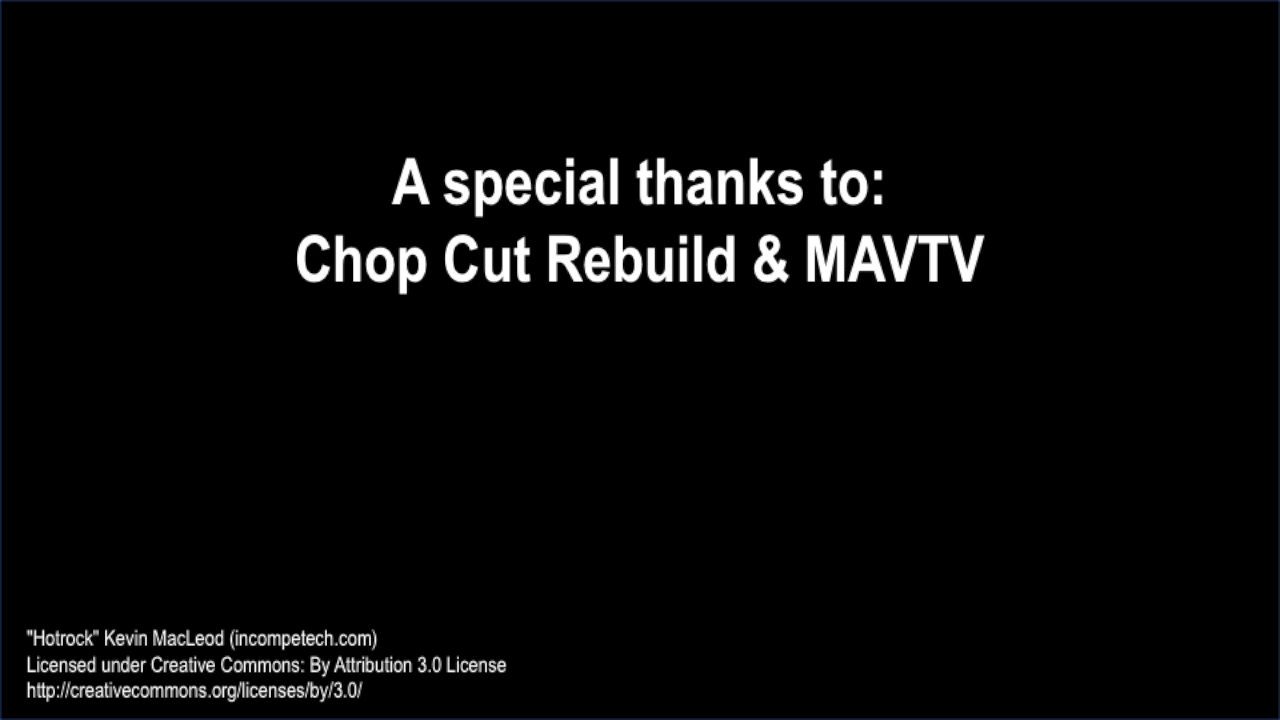 A special thanks to:
Chop Cut Rebuild & MAVTV
"Hotrock" Kevin MacLeod (incompetech.com)
Licensed under Creative Commons: By Attribution 3.0 License
http://creativecommons.org/licenses/by/3.0/